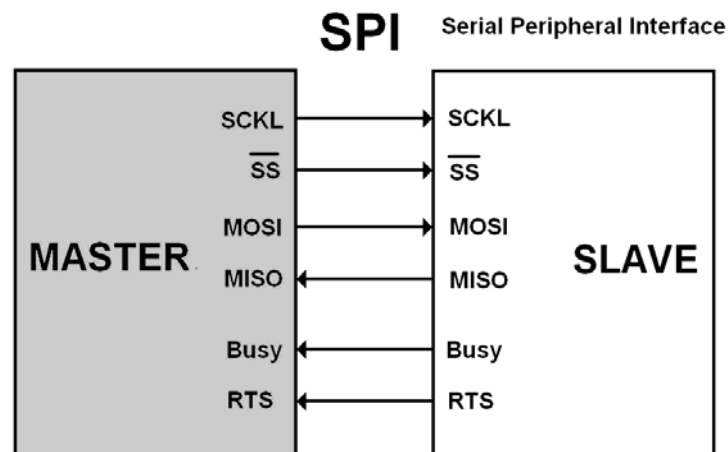 SPI Serial Peripheral Interface
SCKL SCKL
SS SS
MOSI MOSI
MASTER SLAVE
MISO MISO
Busy Busy
RTS RTS